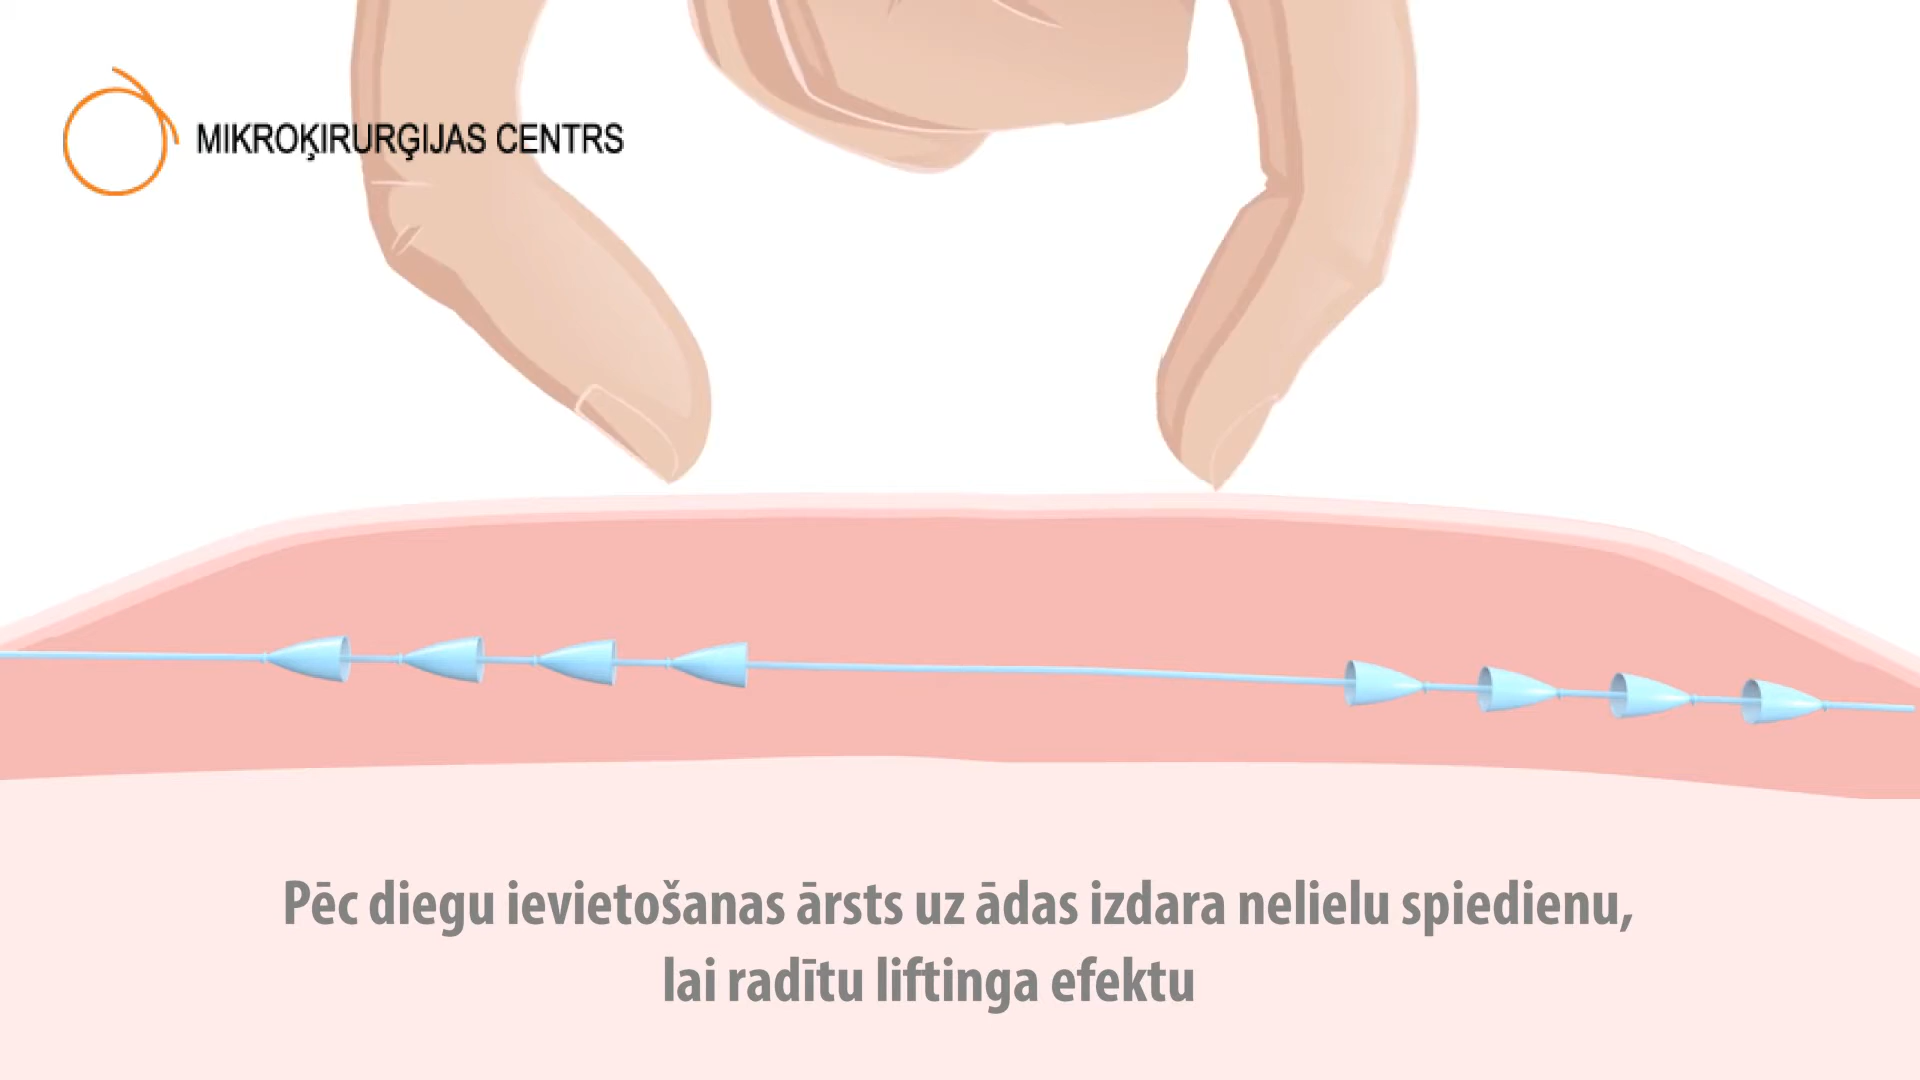 MIKROĶIRURĢIJAS CENTRS
Pēc diegu ievietošanas ārsts uz ādas izdara nelielu spiedienu,
lai radītu liftinga efektu